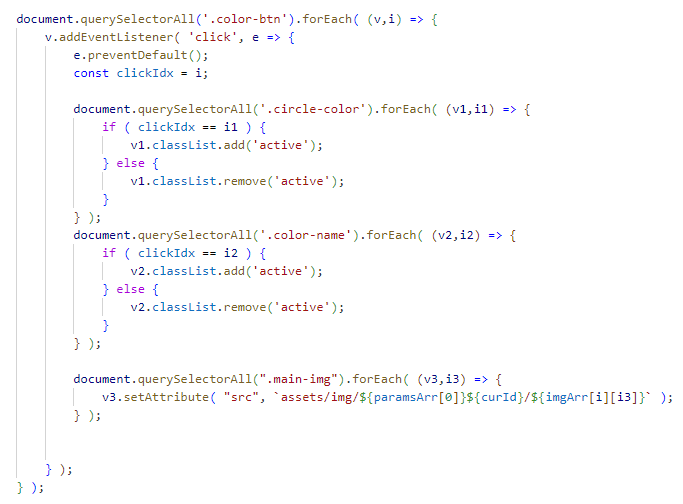 document.querySelectorAll('.color-btn').forEach( (v,i) => {
    v.addEventListener( 'click', e => {
        e.preventDefault();
        const clickIdx = i;

        document.querySelectorAll('.circle-color').forEach( (v1,i1) => {
            if ( clickIdx == i1 ) {
                v1.classList.add('active');
            } else {
                v1.classList.remove('active');
            }
        } );
        document.querySelectorAll('.color-name').forEach( (v2,i2) => {
            if ( clickIdx == i2 ) {
                v2.classList.add('active');
            } else {
                v2.classList.remove('active');
            }
        } );

        document.querySelectorAll(".main-img").forEach( (v3,i3) => {
            v3.setAttribute( "src", `assets/img/${paramsArr[0]}${curId}/${imgArr[i][i3]}` );
        } );


    } );
} );